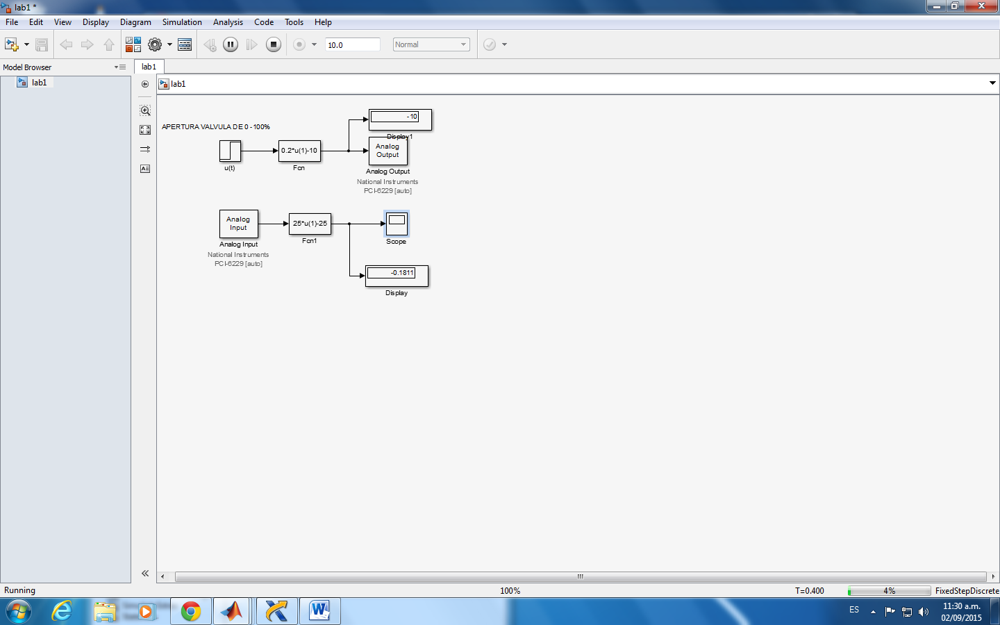 lab1 *
File Edit View Display Diagram Simulation Analysis Code Tools Help
10.0
Normal
Model Browser
lab1
lab1
lab1
APERTURA VALVULA DE 0 -100%
u(t)
0.2*u(1)-10
Fcn
-10
Display1
Analog
Output
Analog Output
National Instruments
PCI-6229 [auto]
Analog
Input
Analog Input
National Instruments
PCI-6229 [auto]
25*u(1)-25
Fcn1
Scope
-0.1811
Display
Running
100%
T=0.400
4%
FixedStepDiscrete
ES
11:30 a.m.
02/09/2015